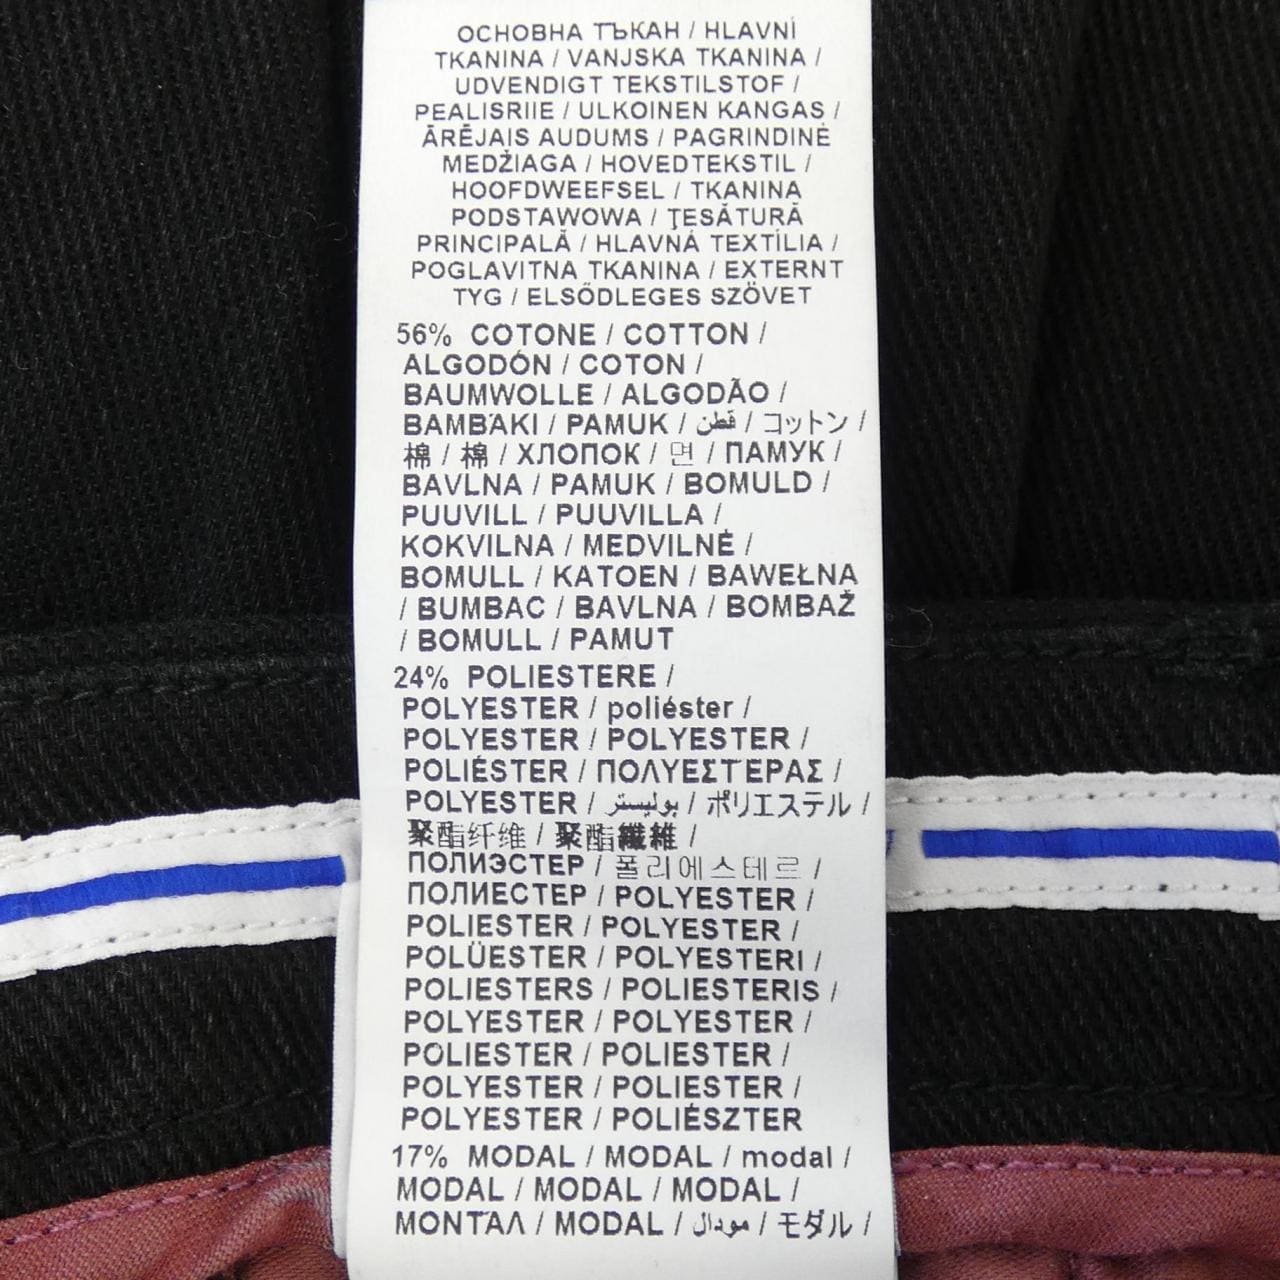 ОСНОВНА ТЪКАН / HLAVNÍ
TKANINA / VANJSKA TKANINA /
UDVENDIGT TEKSTILSTOF /
PEALISRIIE / ULKOINEN KANGAS /
ĀRĒJAIS AUDUMS / PAGRINDINĖ
MEDŽIAGA / HOVEDTEKSTIL /
HOOFDWEEFSEL / TKANINA
PODSTAWOWA / ŢESĂTURĂ
PRINCIPALĂ / HLAVNÁ TEXTÍLIA /
POGLAVITNA TKANINA / EXTERNT
TYG / ELSŐDLEGES SZÖVET
56% COTONE / COTTON /
ALGODÓN / COTON /
BAUMWOLLE / ALGODÃO /
ΒΑΜΒΆΚΙ / PAMUK / قطن / コットン /
棉 / 棉 / ХЛОПОК / 면 / ПАМУК /
BAVLNA / PAMUK / BOMULD /
PUUVILL / PUUVILLA /
KOKVILNA / MEDVILNĖ /
BOMULL / KATOEN / BAWEŁNA
/ BUMBAC / BAVLNA / BOMBAŽ
/ BOMULL / PAMUT
24% POLIESTERE /
POLYESTER / poliéster /
POLYESTER / POLYESTER /
POLIÉSTER / ΠΟΛΥΕΣΤΈΡΑΣ /
POLYESTER / بوليستر / ポリエステル /
聚酯纤维 / 聚酯纖維 /
ПОЛИЭСТЕР / 폴리에스테르 /
ПОЛИЕСТЕР / POLYESTER /
POLIESTER / POLYESTER /
POLÜESTER / POLYESTERI /
POLIESTERS / POLIESTERIS /
POLYESTER / POLYESTER /
POLIESTER / POLIESTER /
POLYESTER / POLIESTER /
POLYESTER / POLIÉSZTER
17% MODAL / MODAL / modal /
MODAL / MODAL / MODAL /
ΜΟΝΤΆΛ / MODAL / مودال / モダル /